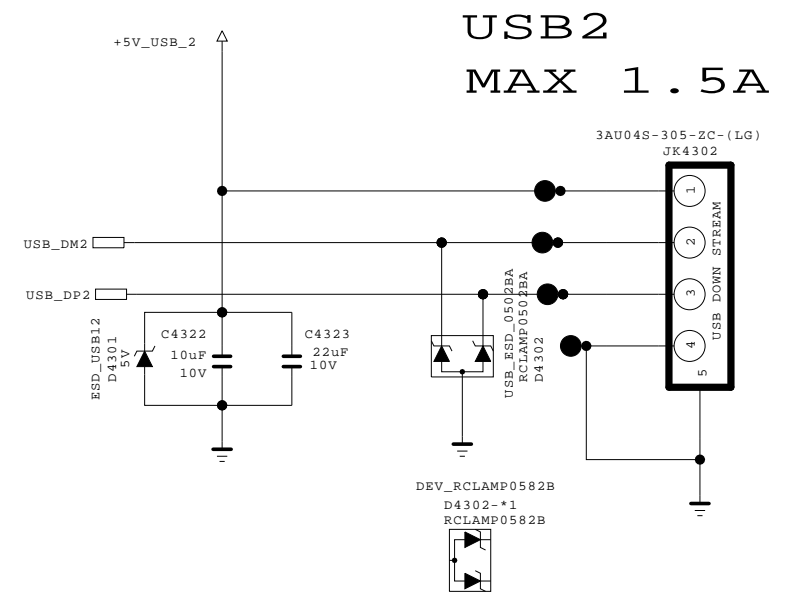 USB2
MAX 1.5A
+5V_USB_2
3AU04S-305-ZC-(LG)
JK4302
1
2
3
4
5
USB DOWN STREAM
USB_DM2
USB_DP2
ESD_USB12
D4301
5V
C4322
10uF
10V
C4323
22uF
10V
USB_ESD_0502BA
RCLAMP0502BA
D4302
DEV_RCLAMP0582B
D4302-*1
RCLAMP0582B